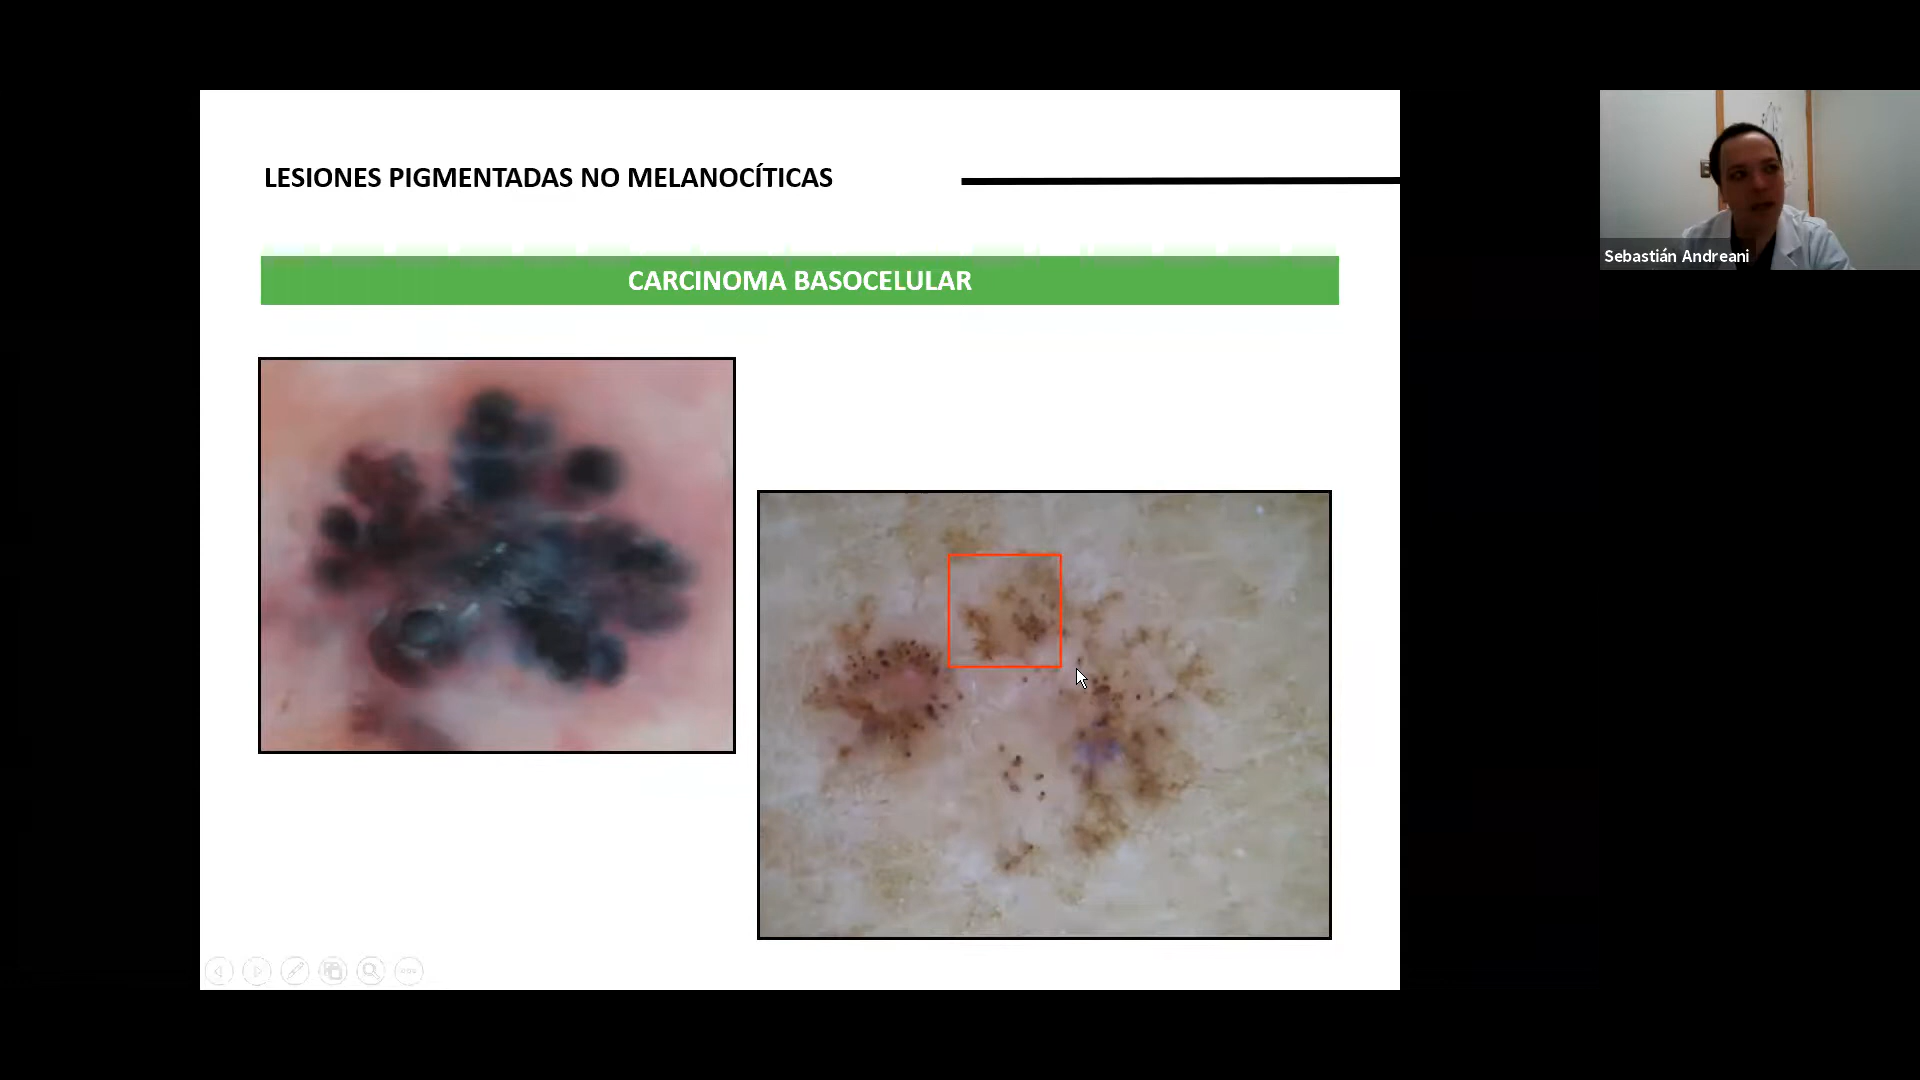 LESIONES PIGMENTADAS NO MELANOCÍTICAS
CARCINOMA BASOCELULAR
Sebastián Andreani